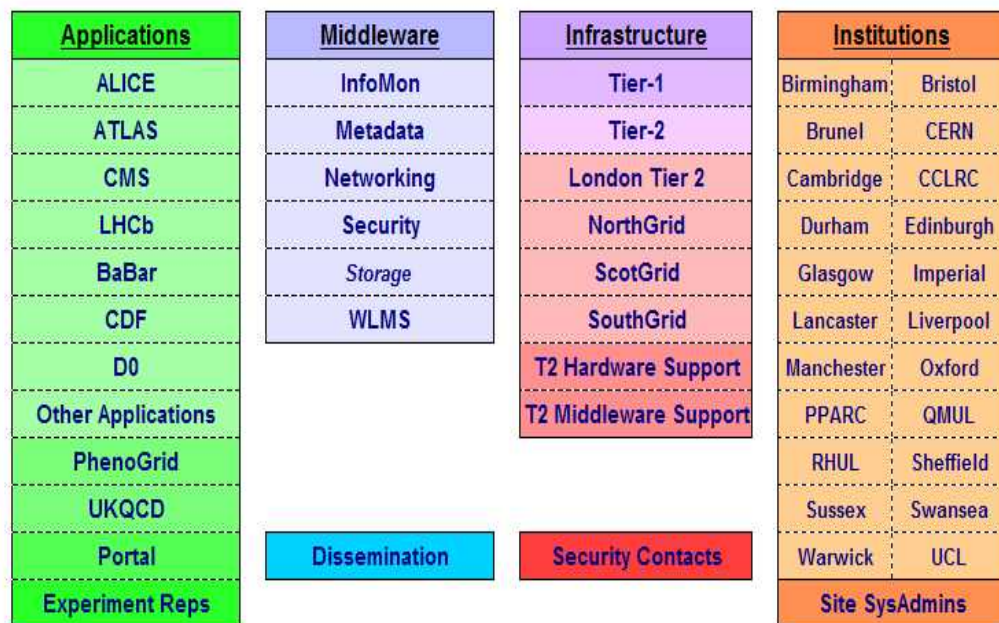 Applications
ALICE
ATLAS
CMS
LHCb
BaBar
CDF
D0
Other Applications
PhenoGrid
UKQCD
Portal
Experiment Reps
Middleware
InfoMon
Metadata
Networking
Security
Storage
WLMS
Dissemination
Infrastructure
Tier-1
Tier-2
London Tier 2
NorthGrid
ScotGrid
SouthGrid
T2 Hardware Support
T2 Middleware Support
Security Contacts
Institutions
Birmingham Bristol
Brunel CERN
Cambridge CCLRC
Durham Edinburgh
Glasgow Imperial
Lancaster Liverpool
Manchester Oxford
PPARC QMUL
RHUL Sheffield
Sussex Swansea
Warwick UCL
Site SysAdmins